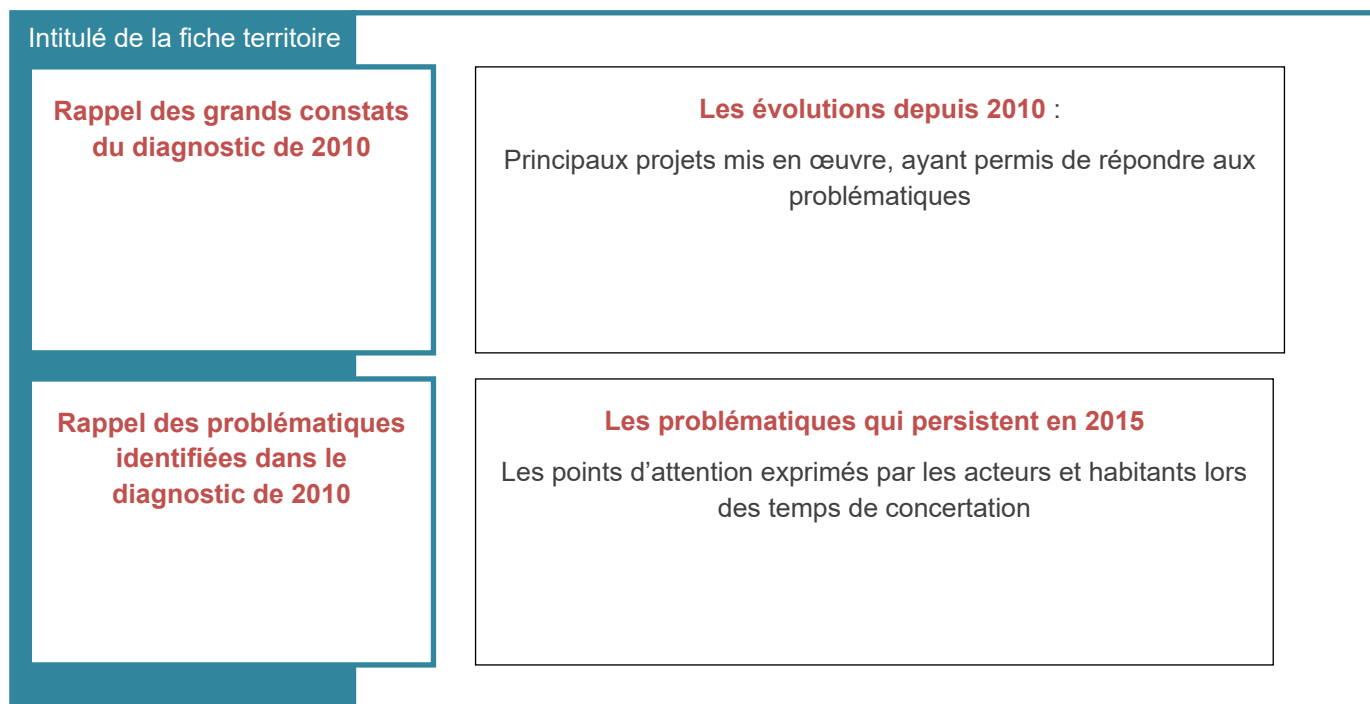 Intitulé de la fiche territoire
Rappel des grands constats
du diagnostic de 2010
Les évolutions depuis 2010 :
Principaux projets mis en œuvre, ayant permis de répondre aux
problématiques
Rappel des problématiques
identifiées dans le
diagnostic de 2010
Les problématiques qui persistent en 2015
Les points d’attention exprimés par les acteurs et habitants lors
des temps de concertation